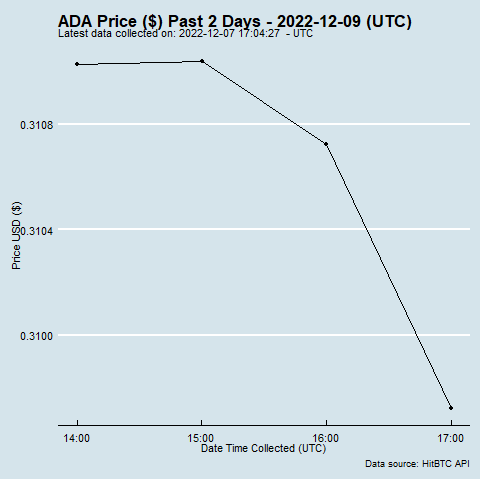 ADA Price ($) Past 2 Days - 2022-12-09 (UTC)
Latest data collected on: 2022-12-07 17:04:27  - UTC
0.3108
0.3104
0.3100
Price USD ($)
14:00 15:00 16:00 17:00
Date Time Collected (UTC)
Data source: HitBTC API